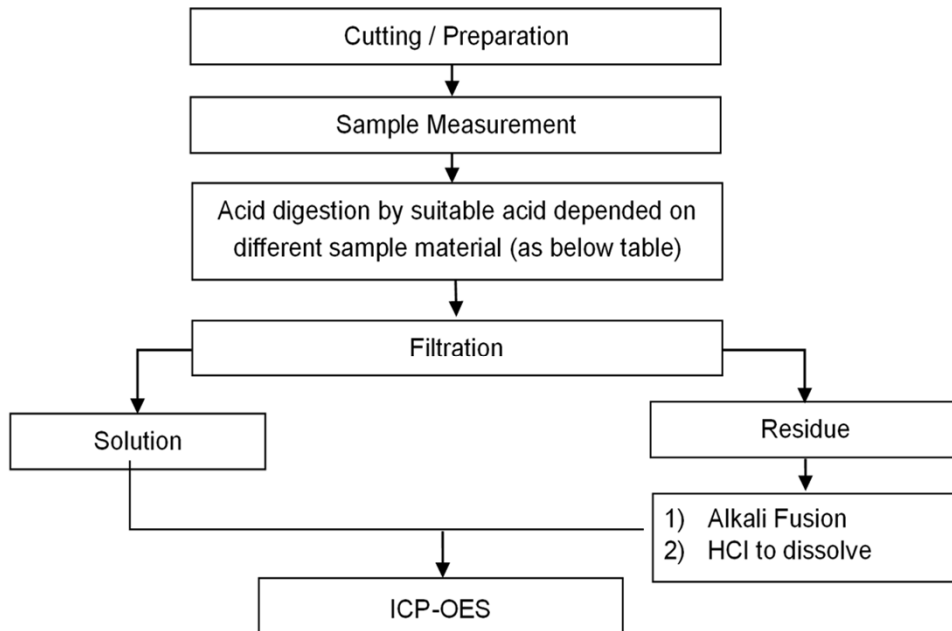 Cutting / Preparation
Sample Measurement
Acid digestion by suitable acid depended on
different sample material (as below table)
Filtration
Solution
Residue
1) Alkali Fusion
2) HCl to dissolve
ICP-OES